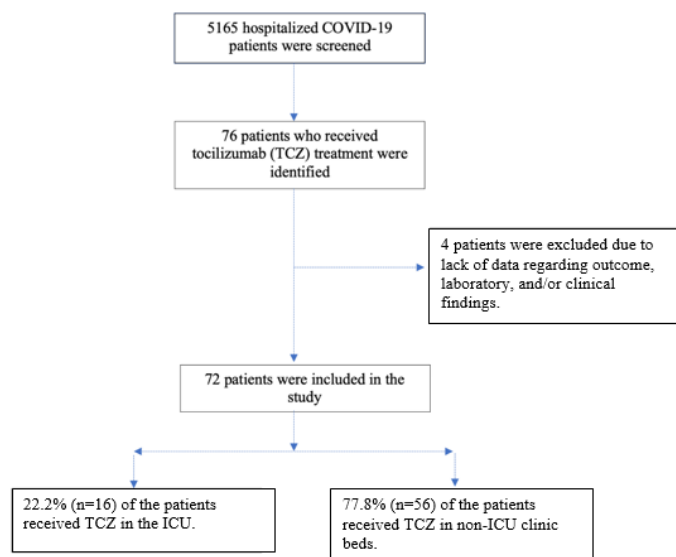 5165 hospitalized COVID-19
patients were screened
76 patients who received
tocilizumab (TCZ) treatment were
identified
4 patients were excluded due to
lack of data regarding outcome,
laboratory, and/or clinical
findings.
72 patients were included in the
study
22.2% (n=16) of the patients
received TCZ in the ICU.
77.8% (n=56) of the patients
received TCZ in non-ICU clinic
beds.